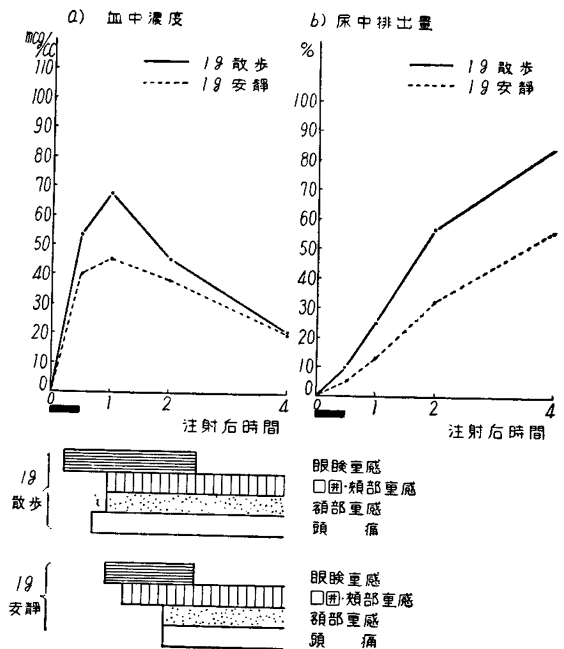 a) 血中濃度
mcg/cc
1g 散歩
1g 安静
110
100
90
80
70
60
50
40
30
20
10
0
0 1 2 4
注射后時間
b) 尿中排出量
%
1g 散歩
1g 安静
100
90
80
70
60
50
40
30
20
10
0
0 1 2 4
注射后時間
1g
散歩
眼瞼重感
口囲·頬部重感
額部重感
頭 痛
1g
安静
眼瞼重感
口囲·頬部重感
額部重感
頭 痛